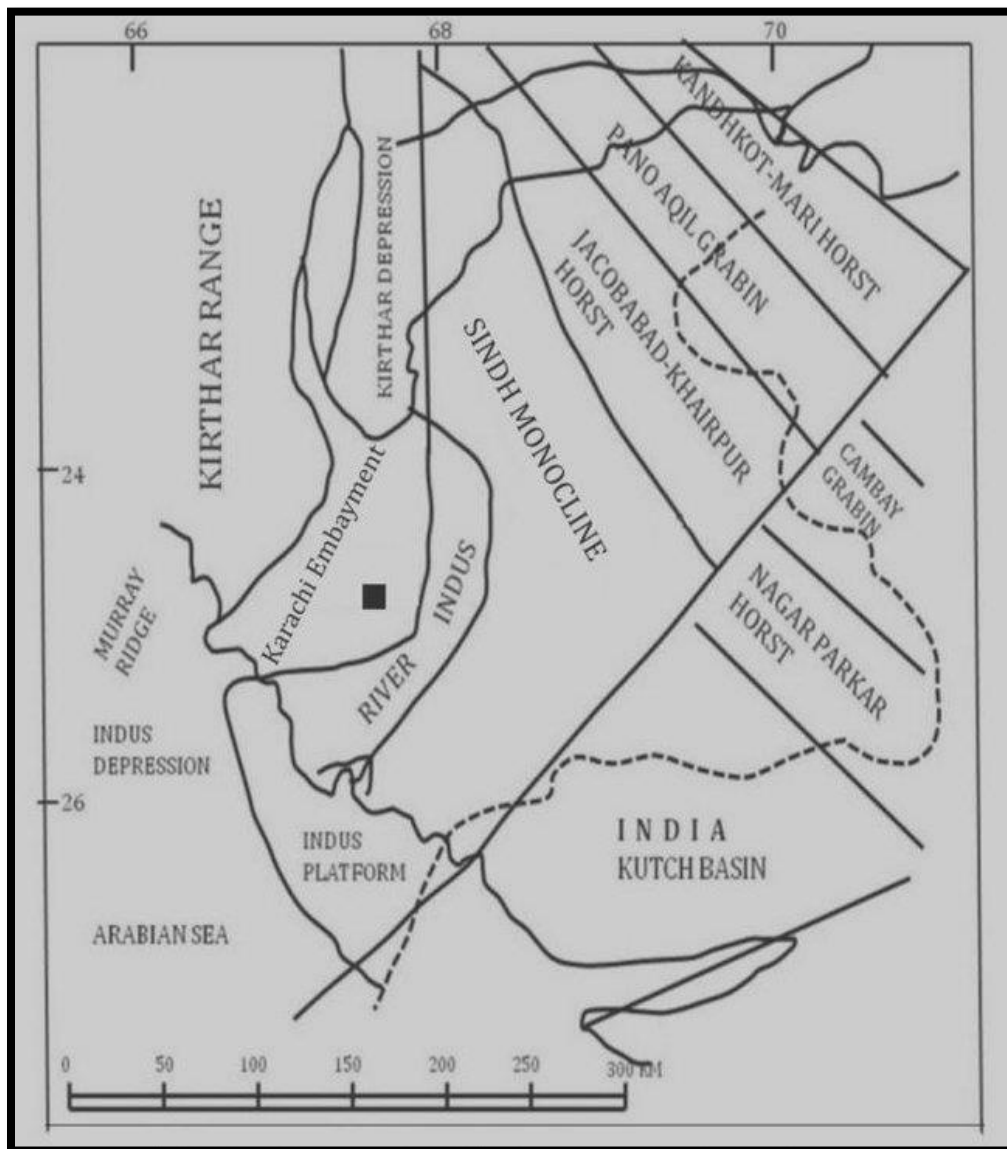 66
68
70
KANDHKOT-MARI HORST
PANO AQIL GRABIN
JACOBABAD-KHAIRPUR
HORST
KIRTHAR DEPRESSION
KIRTHAR RANGE
SINDH MONOCLINE
24
CAMBAY
GRABIN
Karachi Embayment
INDUS
RIVER
NAGAR PARKAR
HORST
MURRAY
RIDGE
INDUS
DEPRESSION
26
INDUS
PLATFORM
INDIA
KUTCH BASIN
ARABIAN SEA
0
50
100
150
200
250
300 KM